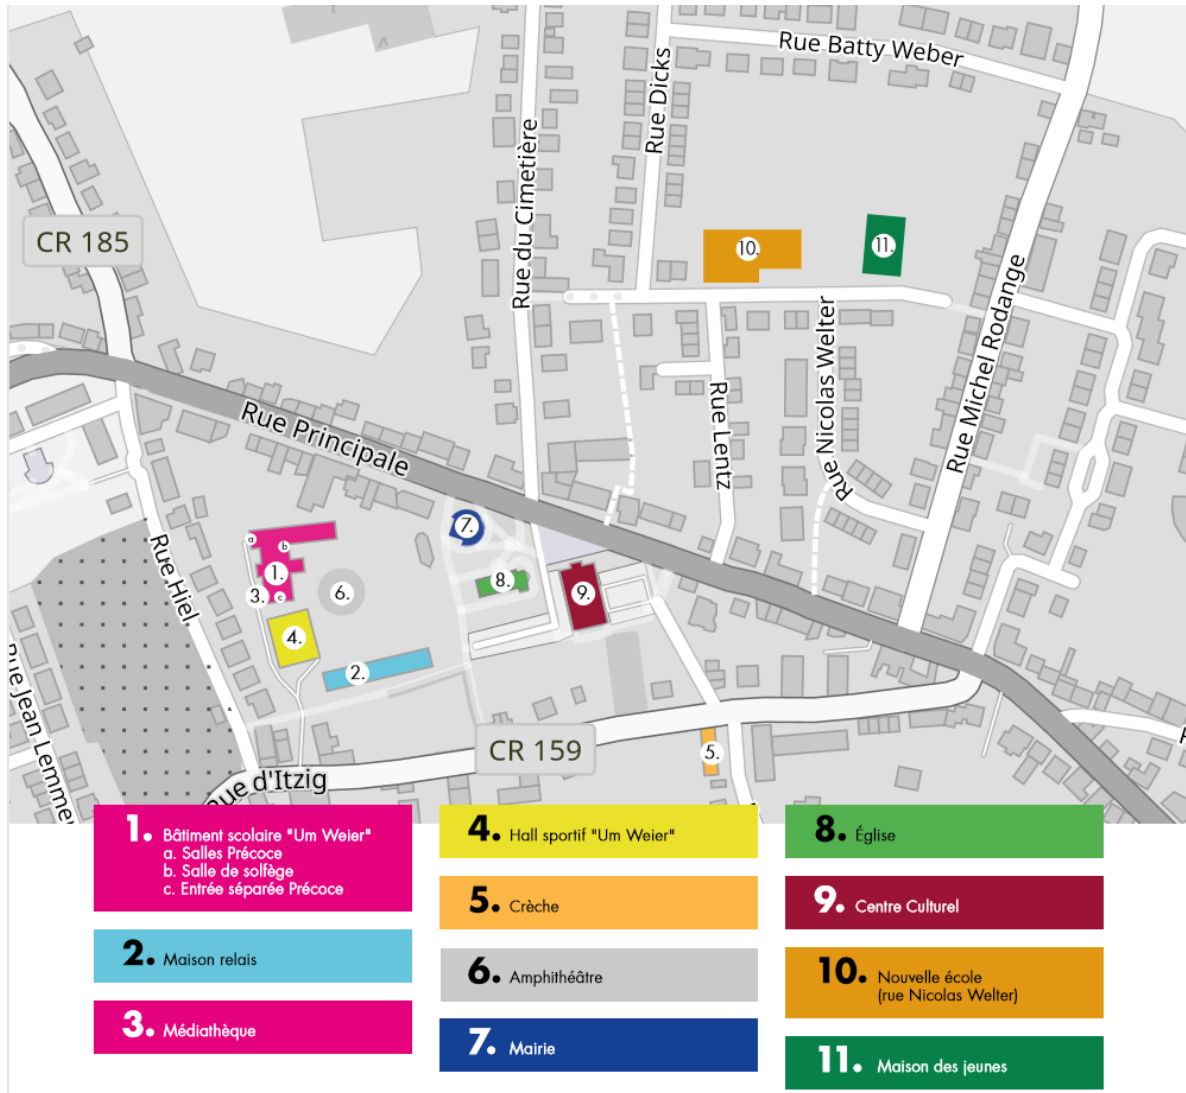 Rue Batty Weber
Rue Dicks
Rue du Cimetière
CR 185
10.
11.
Rue Nicolas Welter
Rue Michel Rodange
Rue Lentz
Rue Principale
7.
a
b
1.
8.
9.
3.
c
6.
Rue Hiel
4.
2.
Rue Jean Lemmer
CR 159
5.
Rue d'Itzig
1. Bâtiment scolaire "Um Weier"
a. Salles Précoce
b. Salle de solfège
c. Entrée séparée Précoce
2. Maison relais
3. Médiathèque
4. Hall sportif "Um Weier"
5. Crèche
6. Amphithéâtre
7. Mairie
8. Église
9. Centre Culturel
10. Nouvelle école
(rue Nicolas Welter)
11. Maison des jeunes